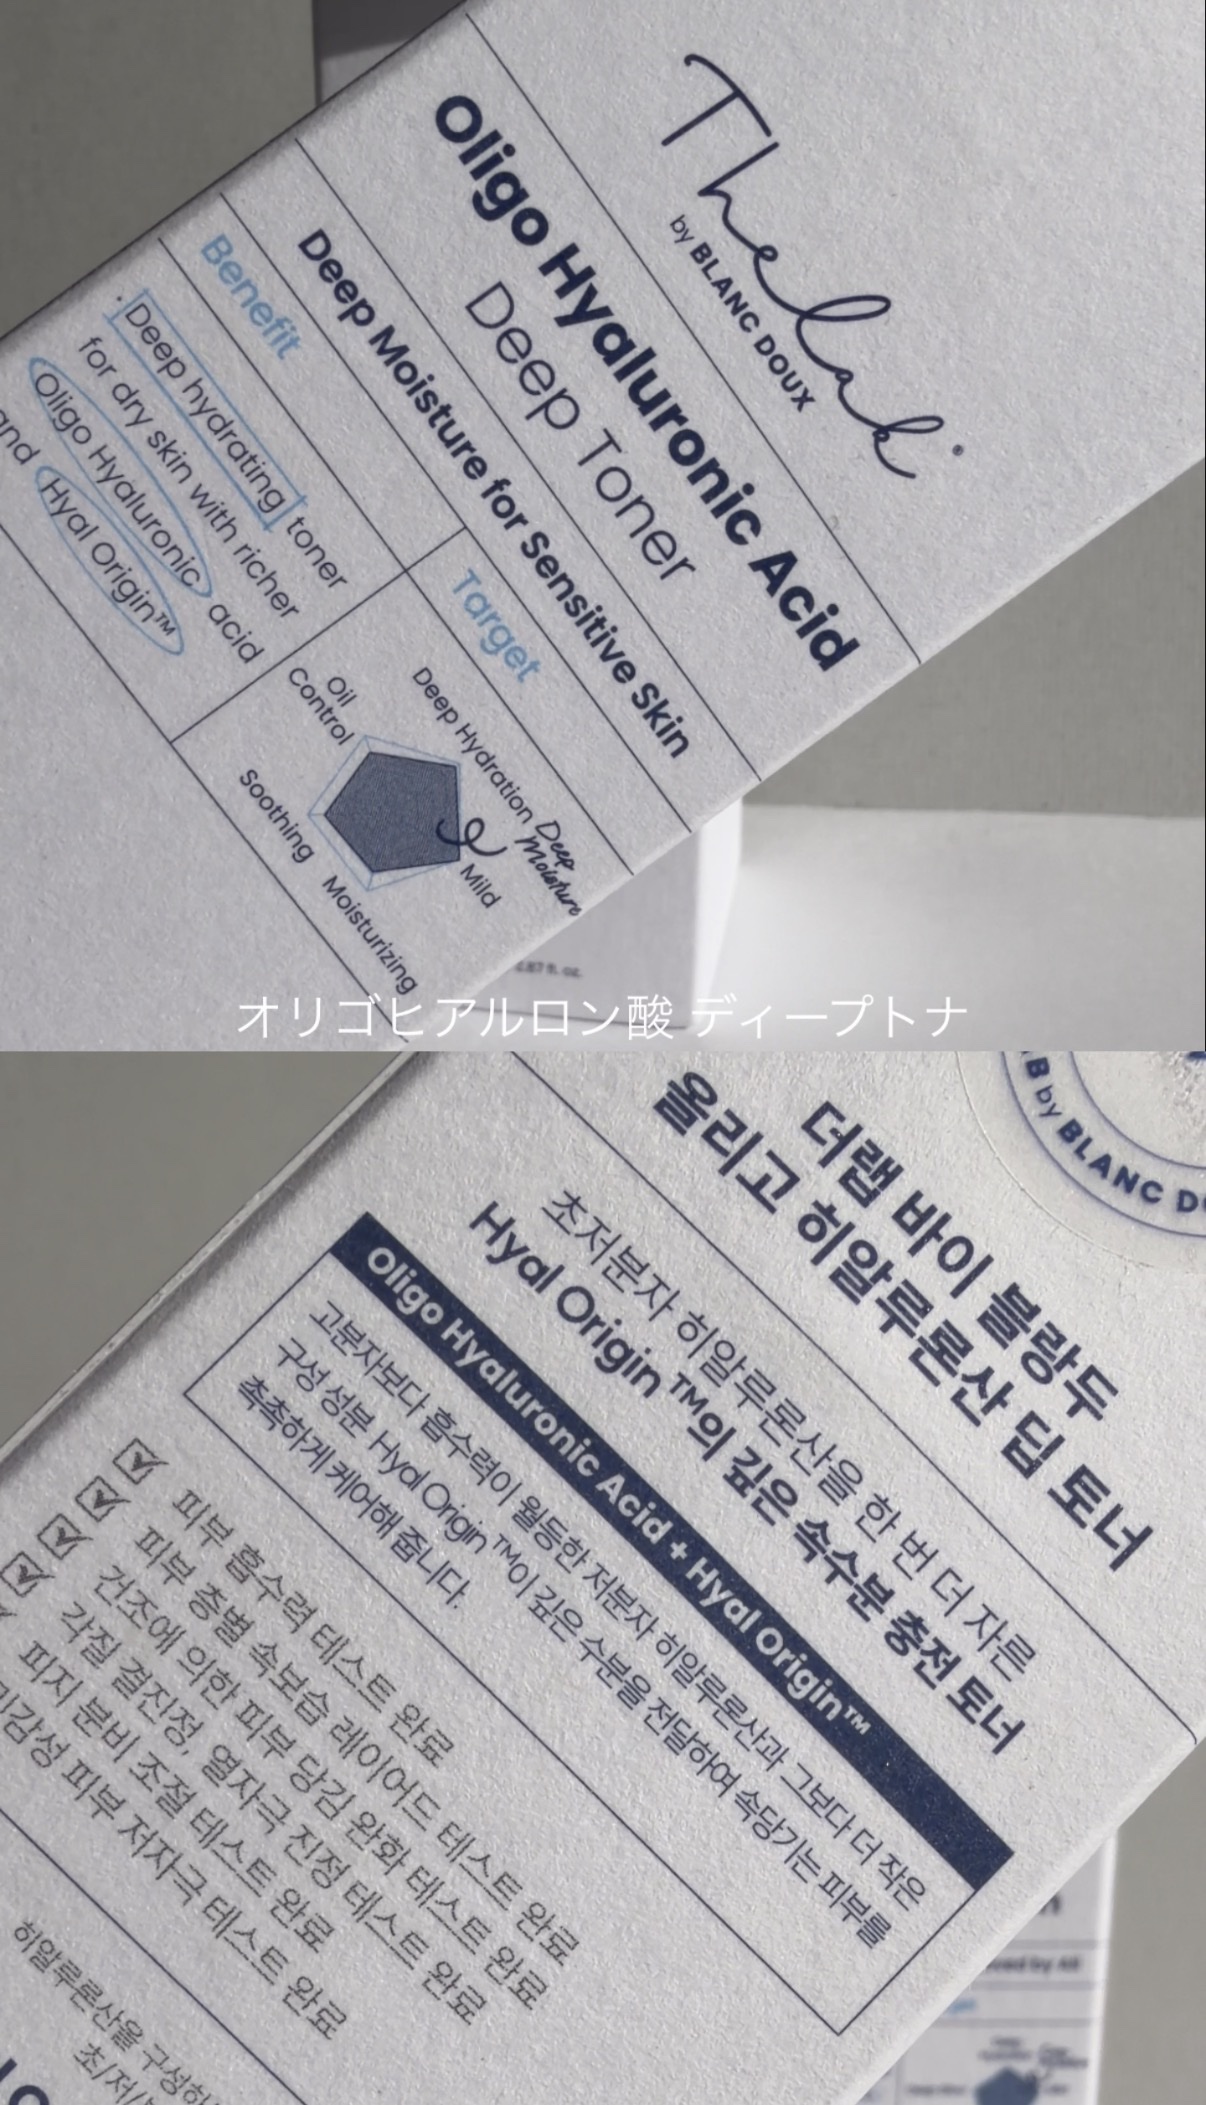 The Lab
by BLANC DOUX
Oligo Hyaluronic Acid
Deep Toner
Deep Moisture for Sensitive Skin
Benefit
· Deep hydrating toner
for dry skin with richer
Oligo Hyaluronic acid
and Hyal Origin™
Target
Deep Hydration
Deep
Moisture
Oil
Control
Soothing
Mild
Moisturizing
2.87 fl. oz.
オリゴヒアルロン酸 ディープトナ
B by BLANC D
더랩 바이 블랑두
올리고 히알루론산 딥 토너
초저분자 히알루론산을 한 번 더 자른
Hyal Origin™의 깊은 속수분 충전 토너
Oligo Hyaluronic Acid + Hyal Origin™
고분자보다 흡수력이 월등한 저분자 히알루론산과 그보다 더 작은
구성 성분 Hyal Origin™이 깊은 수분을 전달하여 속당기는 피부를
촉촉하게 케어해 줍니다.
피부 흡수력 테스트 완료
피부 층별 속보습 레이어드 테스트 완료
건조에 의한 피부 당김 완화 테스트 완료
각질 결진정, 열자극 진정 테스트 완료
피지 분비 조절 테스트 완료
민감성 피부 저자극 테스트 완료
히알루론산을 구성하
초/저/